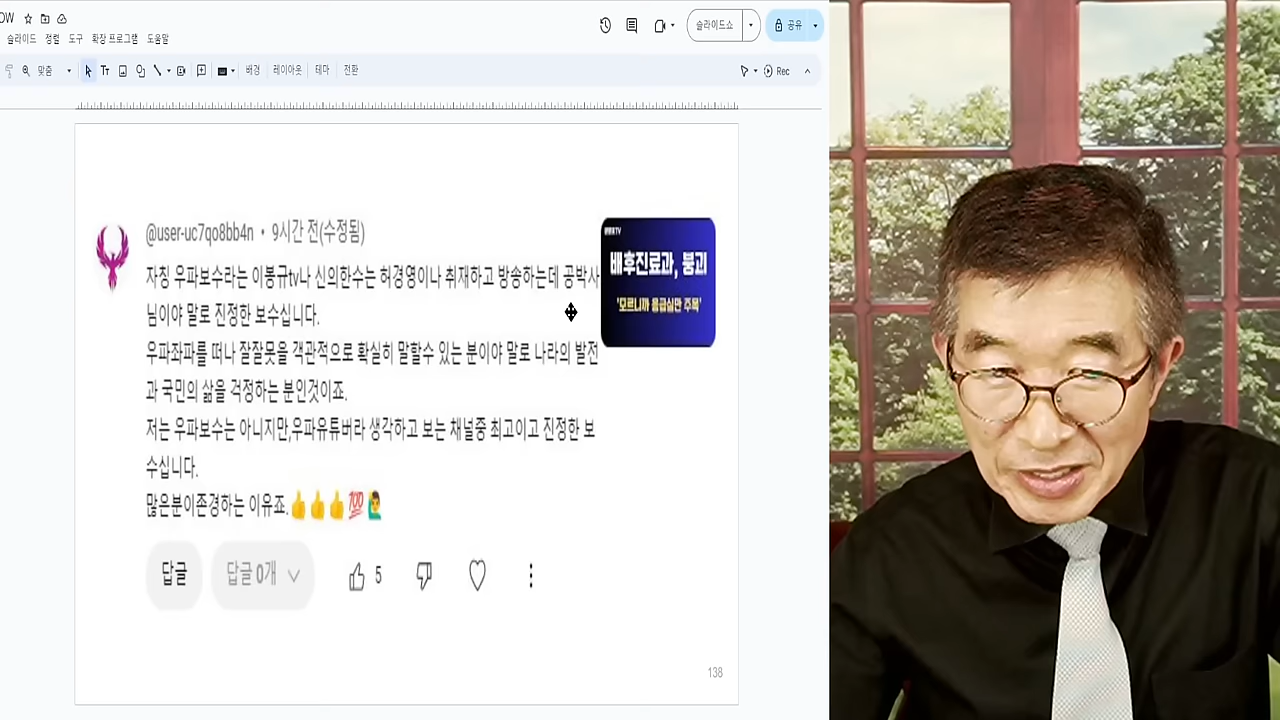 OW
슬라이드 정렬 도구 확장 프로그램 도움말
슬라이드쇼
공유
맞춤
배경 레이아웃 테마 전환
Rec
@user-uc7qo8bb4n • 9시간 전(수정됨)
자칭 우파보수라는 이봉규tv나 신의한수는 허경영이나 취재하고 방송하는데 공박사
님이야 말로 진정한 보수십니다.
우파좌파를 떠나 잘잘못을 객관적으로 확실히 말할수 있는 분이야 말로 나라의 발전
과 국민의 삶을 걱정하는 분인것이죠.
저는 우파보수는 아니지만,우파유튜버라 생각하고 보는 채널중 최고이고 진정한 보
수십니다.
많은분이존경하는 이유죠.👍👍👍💯🙋‍♂️
배후진료과, 붕괴
'모르니까 응급실만 주목'
답글
답글 0개
5
138